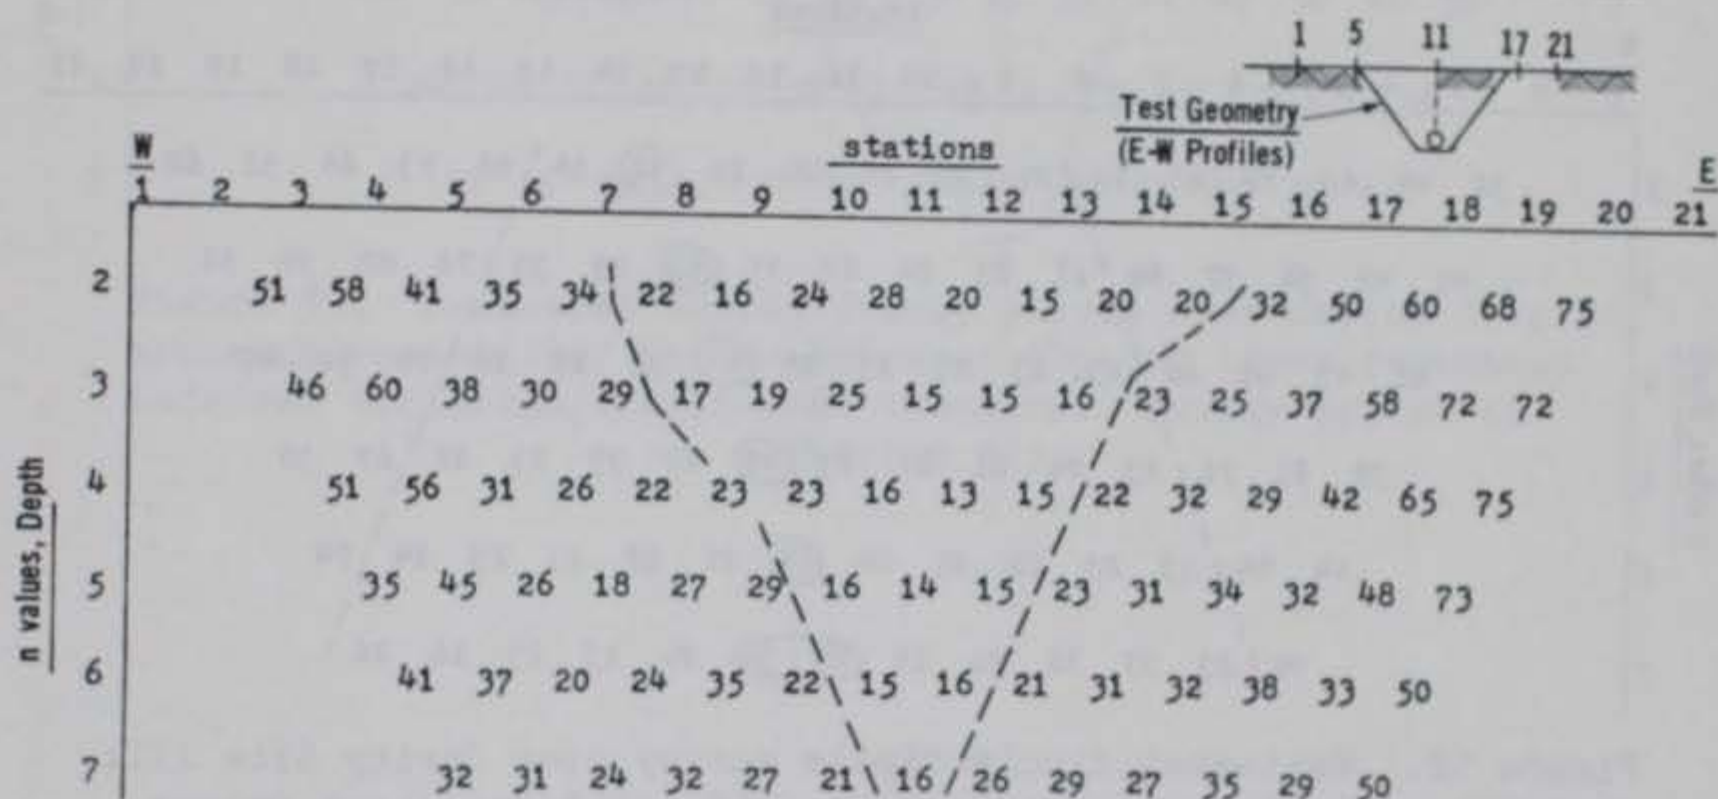 1 5 11 17 21
Test Geometry
(E-W Profiles)
W stations E
1 2 3 4 5 6 7 8 9 10 11 12 13 14 15 16 17 18 19 20 21
n values, Depth
2 51 58 41 35 34 22 16 24 28 20 15 20 20 32 50 60 68 75
3 46 60 38 30 29 17 19 25 15 15 16 23 25 37 58 72 72
4 51 56 31 26 22 23 23 16 13 15 22 32 29 42 65 75
5 35 45 26 18 27 29 16 14 15 23 31 34 32 48 73
6 41 37 20 24 35 22 15 16 21 31 32 38 33 50
7 32 31 24 32 27 21 16 26 29 27 35 29 50